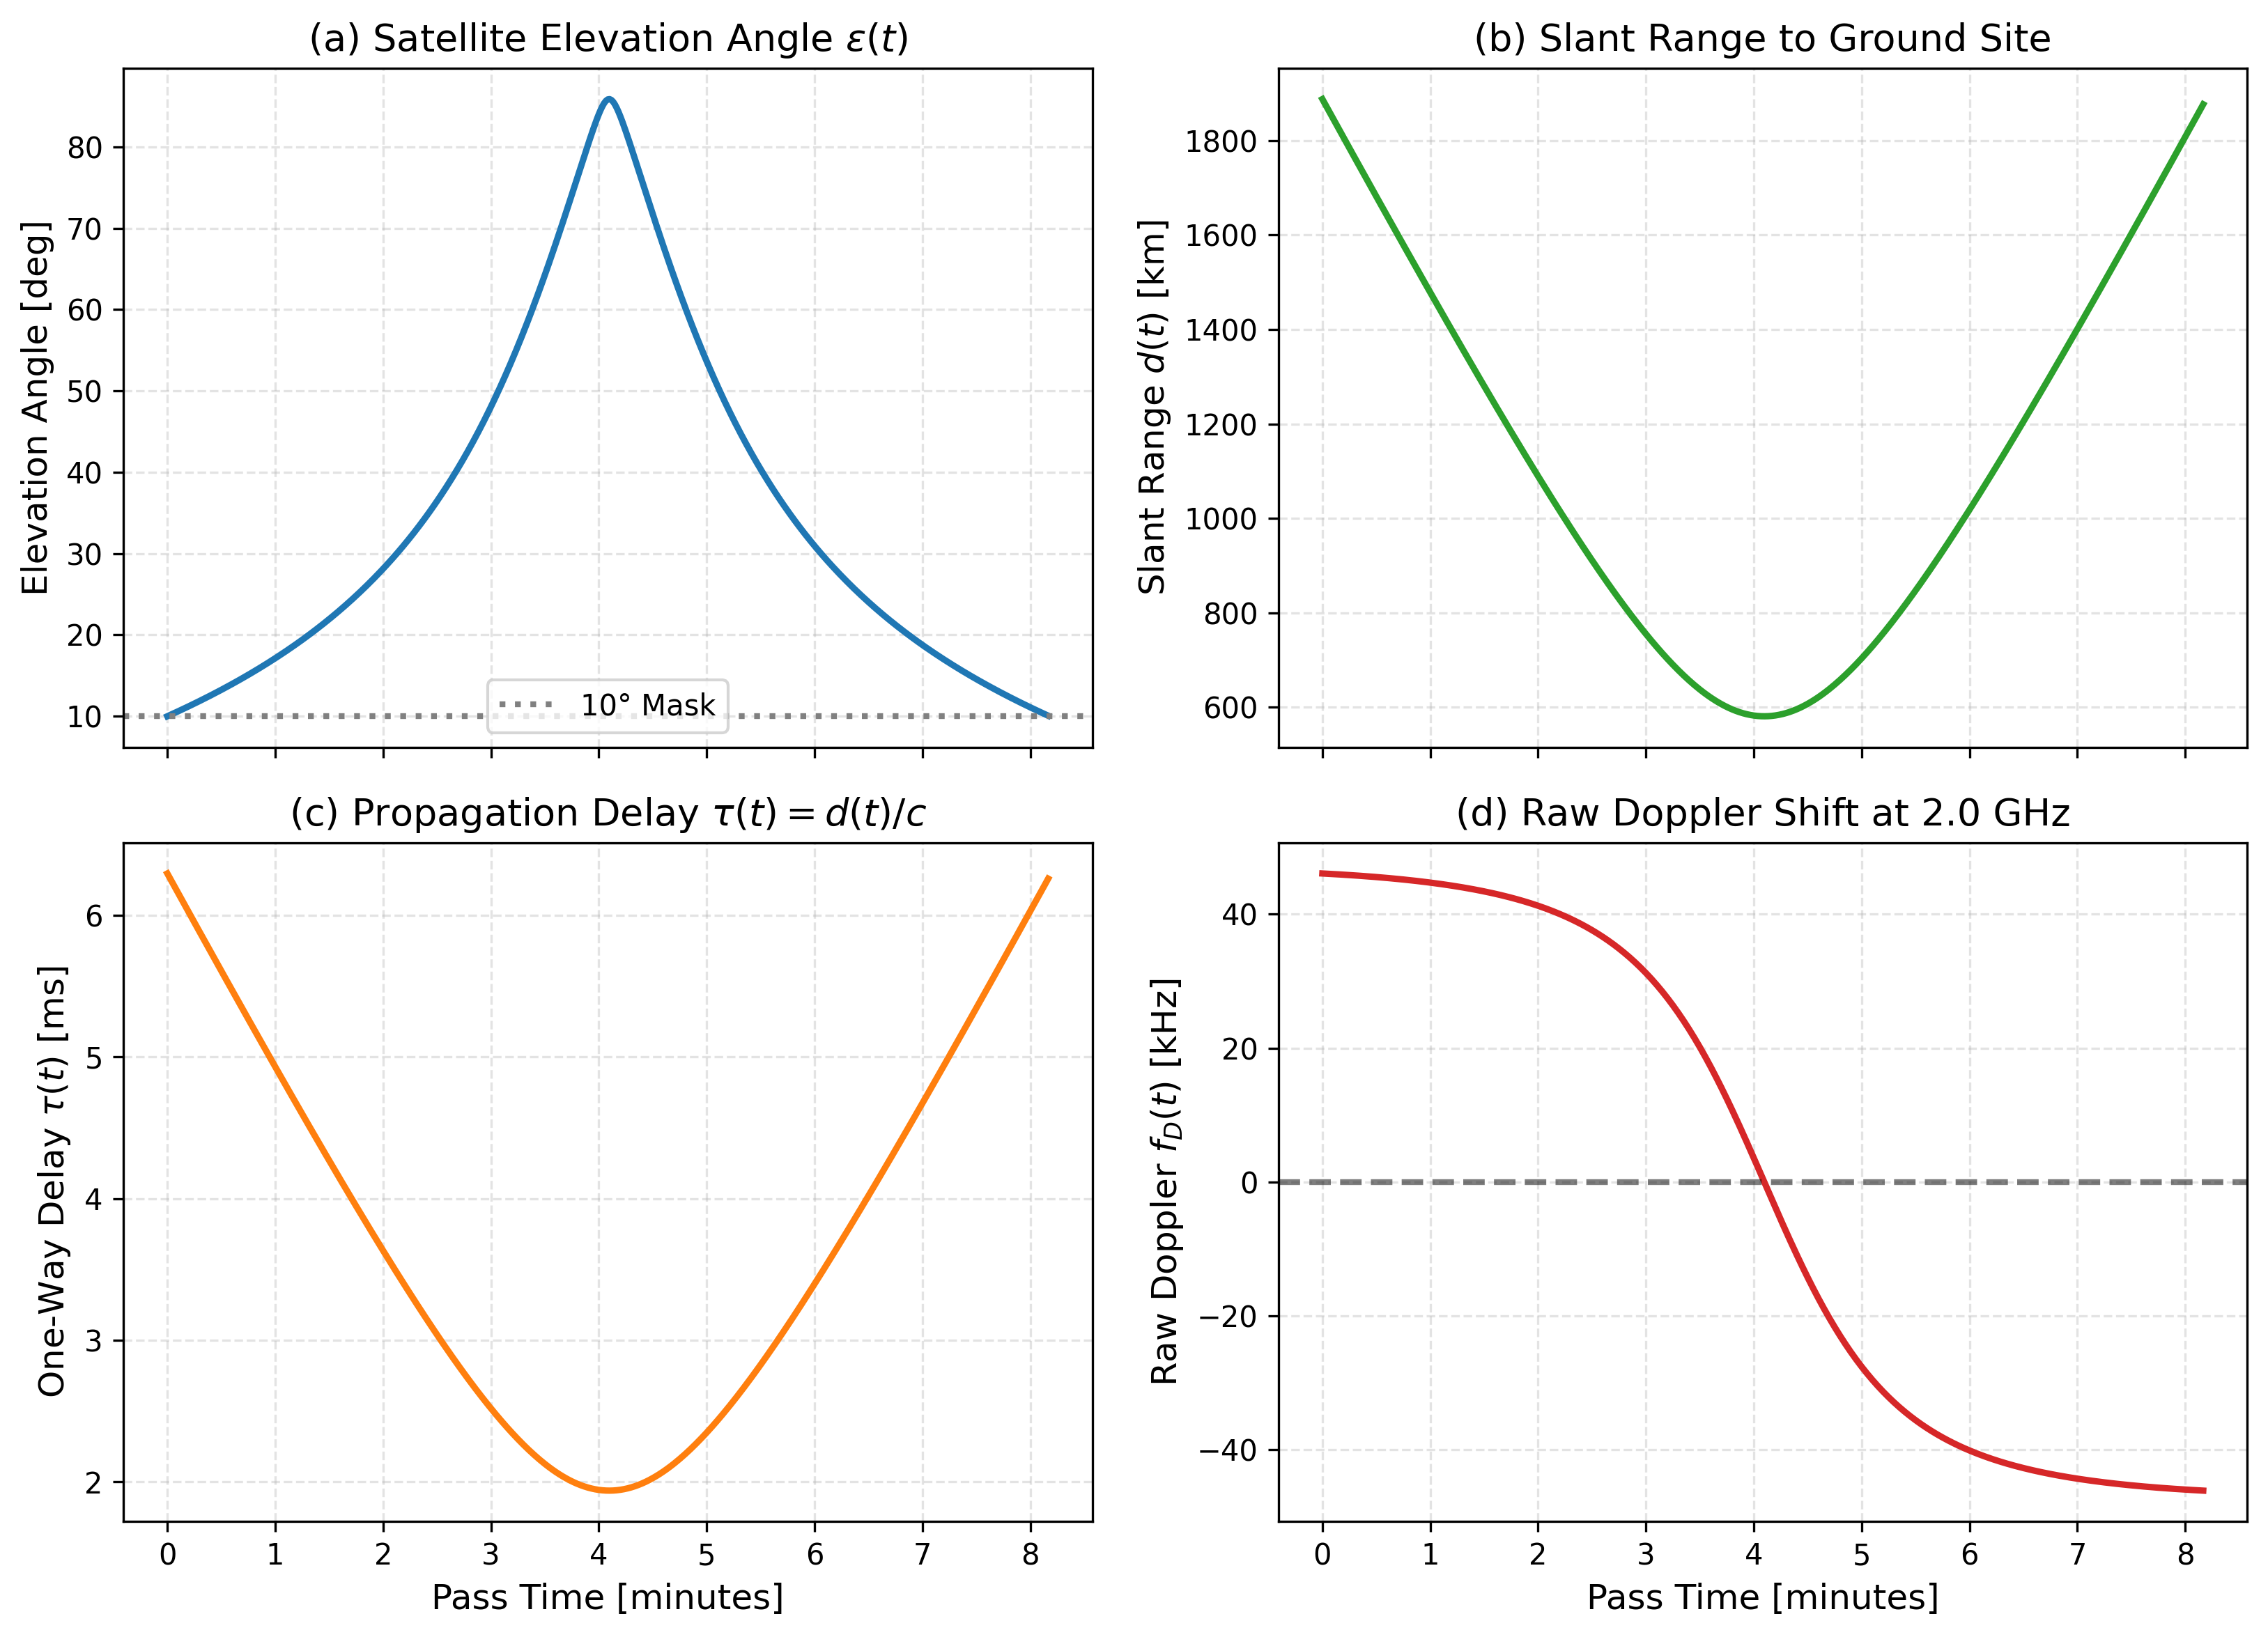 (a) Satellite Elevation Angle ε(t)
Elevation Angle [deg]
80
70
60
50
40
30
20
10
10° Mask
(b) Slant Range to Ground Site
Slant Range d(t) [km]
1800
1600
1400
1200
1000
800
600
(c) Propagation Delay τ(t) = d(t)/c
One-Way Delay τ(t) [ms]
6
5
4
3
2
0 1 2 3 4 5 6 7 8
Pass Time [minutes]
(d) Raw Doppler Shift at 2.0 GHz
Raw Doppler f_D(t) [kHz]
40
20
0
−20
−40
0 1 2 3 4 5 6 7 8
Pass Time [minutes]